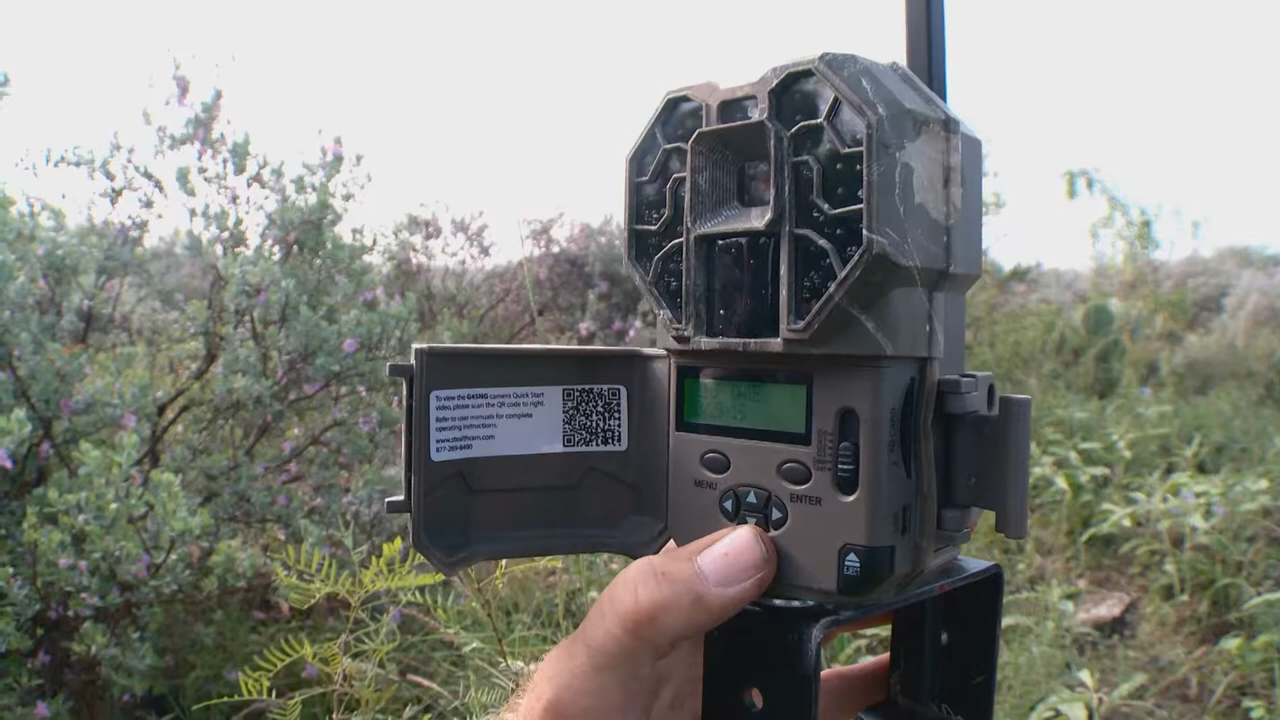 To view the G45NG camera Quick Start
video, please scan the QR code to right.
Refer to user manuals for complete
operating instructions.
www.stealthcam.com
877-269-8490
MENU
ENTER
EJECT